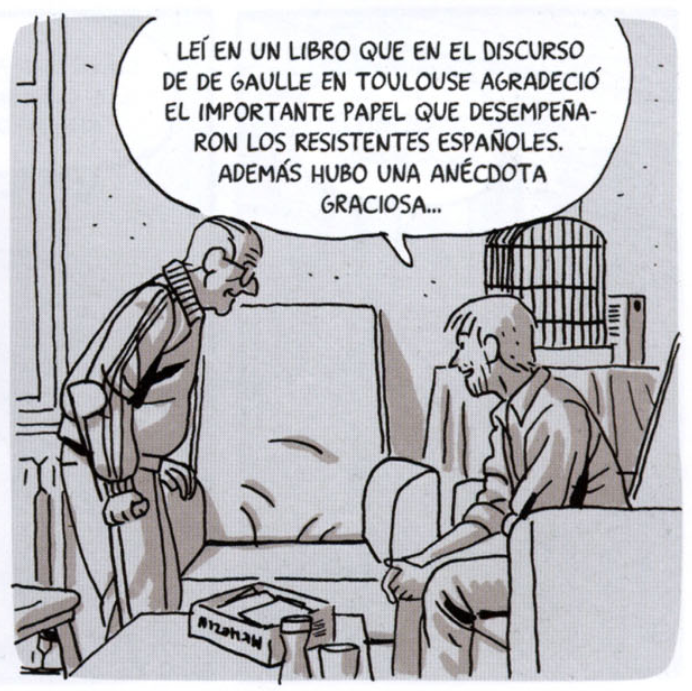 LEÍ EN UN LIBRO QUE EN EL DISCURSO
DE DE GAULLE EN TOULOUSE AGRADECIÓ
EL IMPORTANTE PAPEL QUE DESEMPEÑA-
RON LOS RESISTENTES ESPAÑOLES.
ADEMÁS HUBO UNA ANÉCDOTA
GRACIOSA...